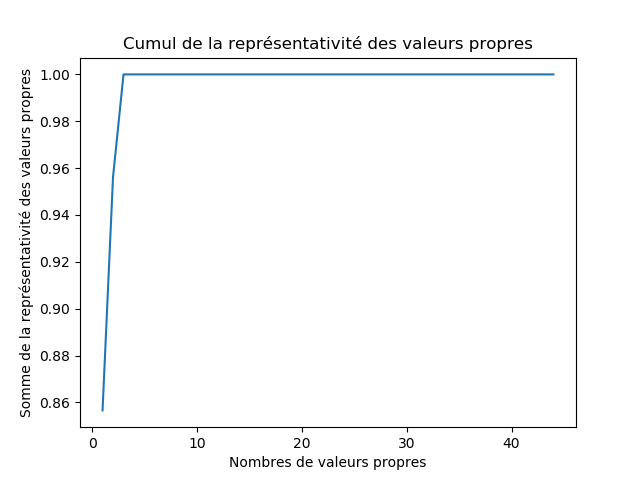 Cumul de la représentativité des valeurs propres
Somme de la représentativité des valeurs propres
1.00
0.98
0.96
0.94
0.92
0.90
0.88
0.86
0 10 20 30 40
Nombres de valeurs propres